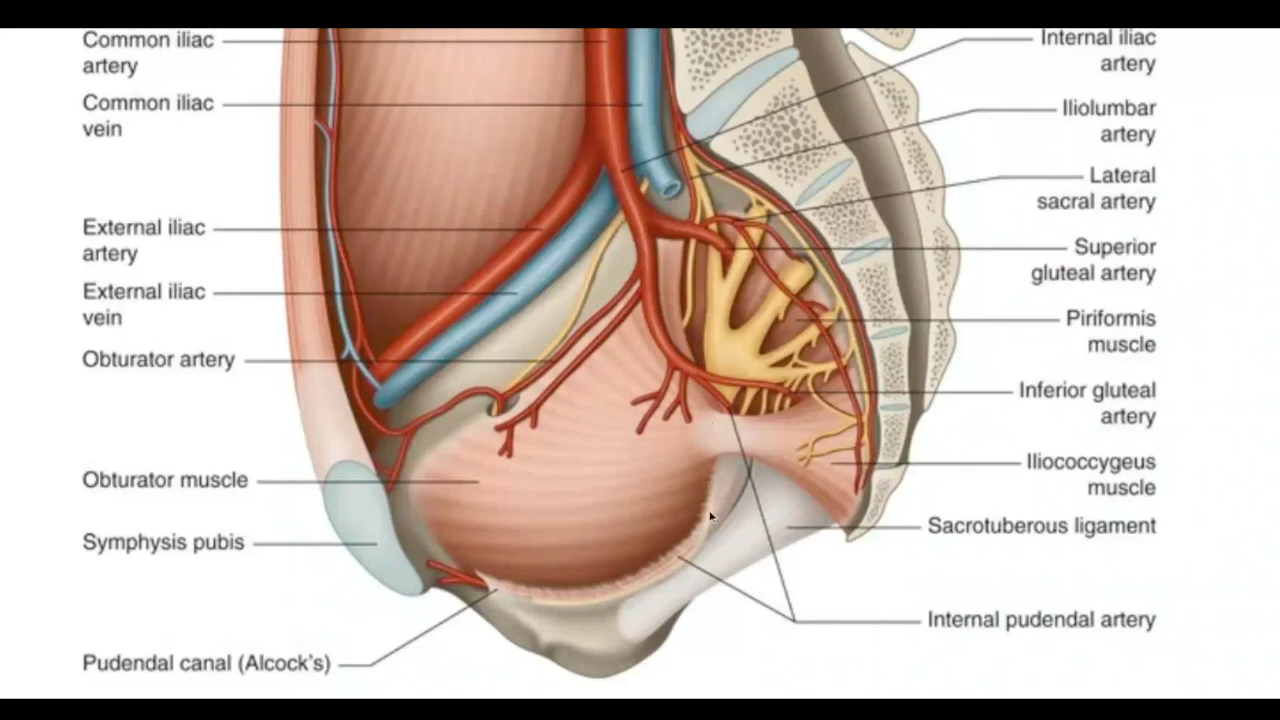 Common iliac
artery
Common iliac
vein
External iliac
artery
External iliac
vein
Obturator artery
Obturator muscle
Symphysis pubis
Pudendal canal (Alcock's)
Internal iliac
artery
Iliolumbar
artery
Lateral
sacral artery
Superior
gluteal artery
Piriformis
muscle
Inferior gluteal
artery
Iliococcygeus
muscle
Sacrotuberous ligament
Internal pudendal artery